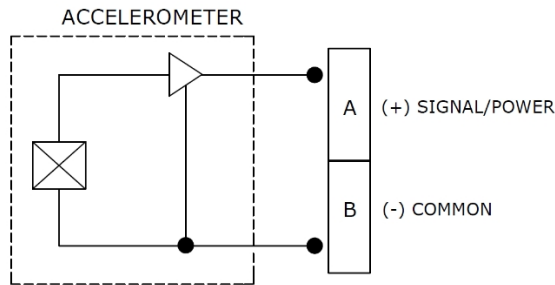 ACCELEROMETER
A
(+) SIGNAL/POWER
B
(-) COMMON